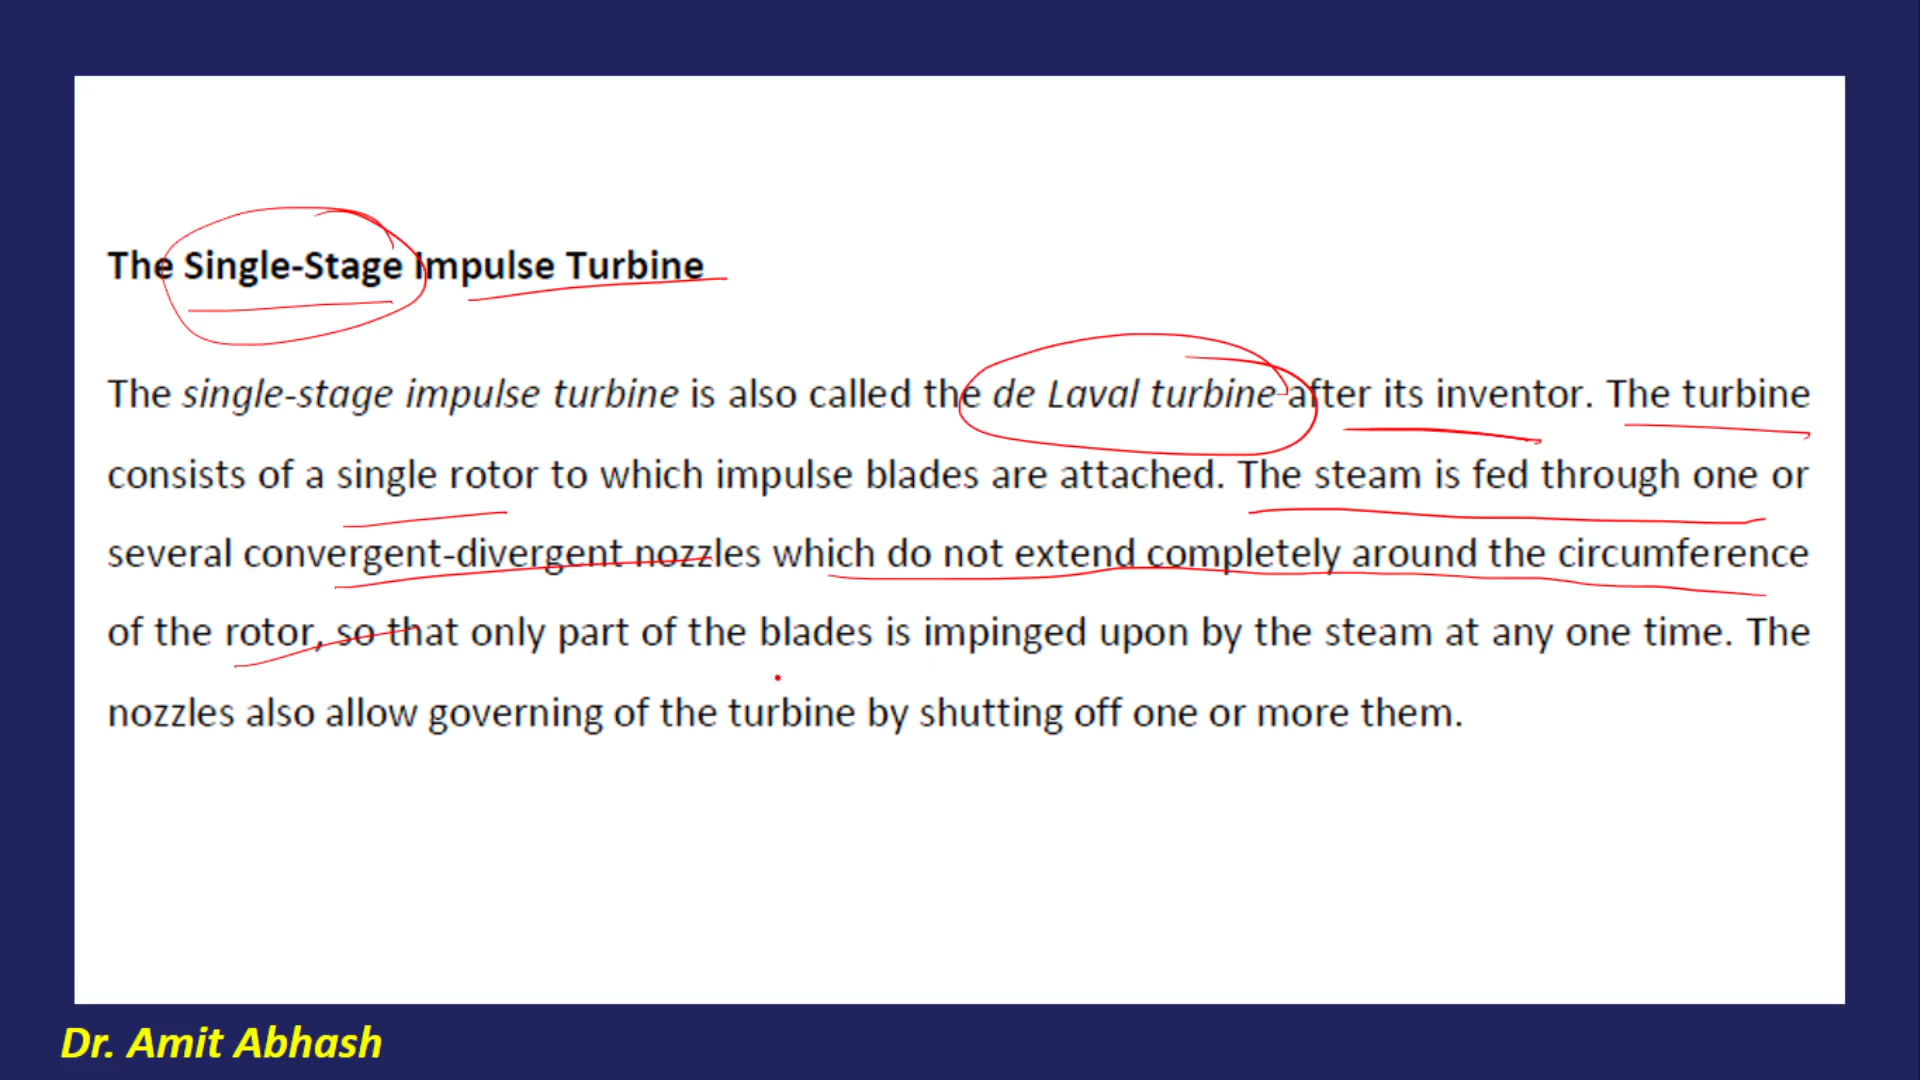 The Single-Stage Impulse Turbine
The single-stage impulse turbine is also called the de Laval turbine after its inventor. The turbine
consists of a single rotor to which impulse blades are attached. The steam is fed through one or
several convergent-divergent nozzles which do not extend completely around the circumference
of the rotor, so that only part of the blades is impinged upon by the steam at any one time. The
nozzles also allow governing of the turbine by shutting off one or more them.
Dr. Amit Abhash